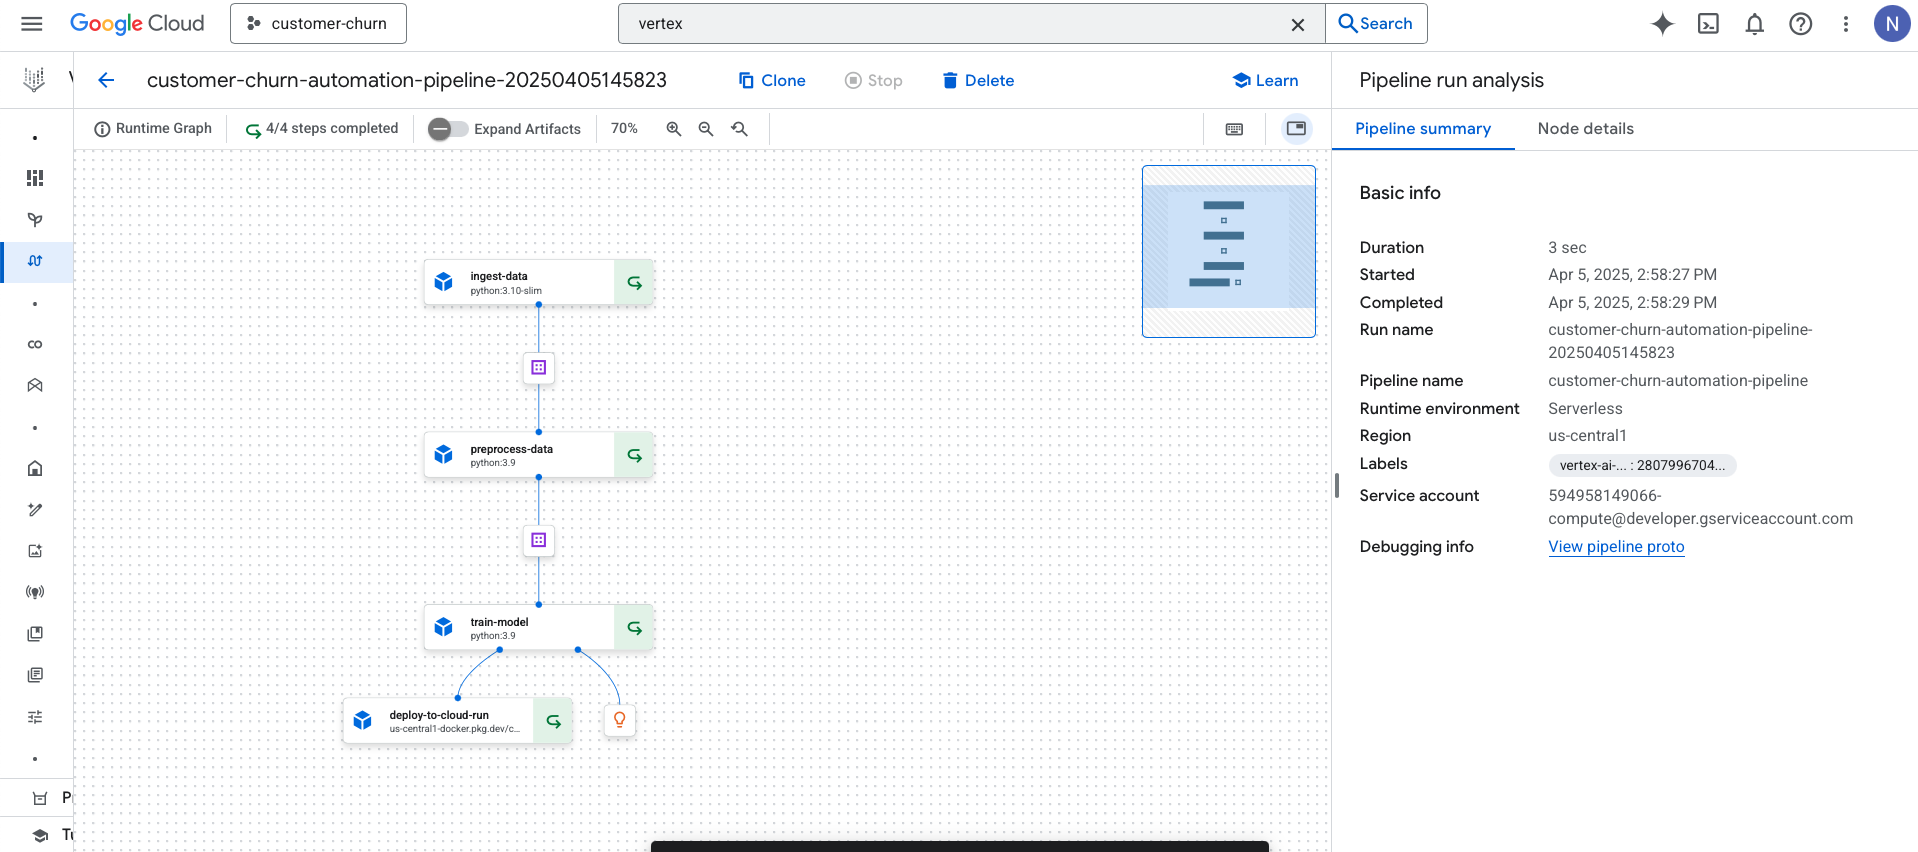 Google Cloud
customer-churn
vertex
Search
N
customer-churn-automation-pipeline-20250405145823
Clone
Stop
Delete
Learn
Pipeline run analysis
Runtime Graph
4/4 steps completed
Expand Artifacts
70%
Pipeline summary
Node details
ingest-data
python:3.10-slim
preprocess-data
python:3.9
train-model
python:3.9
deploy-to-cloud-run
us-central1-docker.pkg.dev/c...
Basic info
Duration 3 sec
Started Apr 5, 2025, 2:58:27 PM
Completed Apr 5, 2025, 2:58:29 PM
Run name customer-churn-automation-pipeline-
20250405145823
Pipeline name customer-churn-automation-pipeline
Runtime environment Serverless
Region us-central1
Labels vertex-ai-... : 2807996704...
Service account 594958149066-
compute@developer.gserviceaccount.com
Debugging info View pipeline proto